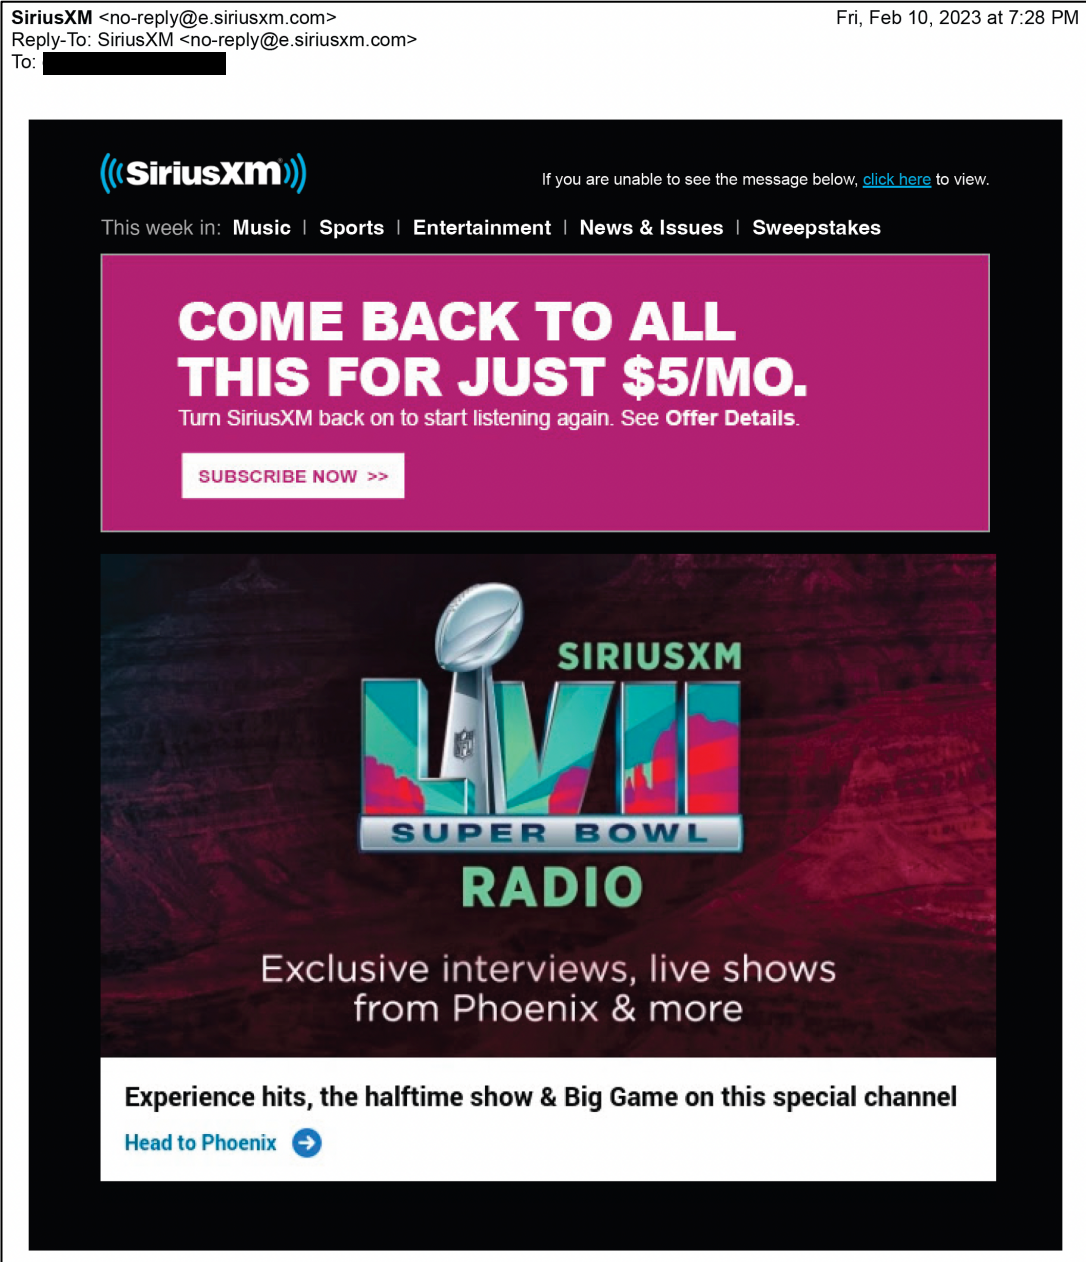 SiriusXM <no-reply@e.siriusxm.com>
Fri, Feb 10, 2023 at 7:28 PM
Reply-To: SiriusXM <no-reply@e.siriusxm.com>
To:
((SiriusXM))
If you are unable to see the message below, click here to view.
This week in: Music | Sports | Entertainment | News & Issues | Sweepstakes
COME BACK TO ALL
THIS FOR JUST $5/MO.
Turn SiriusXM back on to start listening again. See Offer Details.
SUBSCRIBE NOW >>
SIRIUSXM
LVII
NFL
SUPER BOWL
RADIO
Exclusive interviews, live shows
from Phoenix & more
Experience hits, the halftime show & Big Game on this special channel
Head to Phoenix